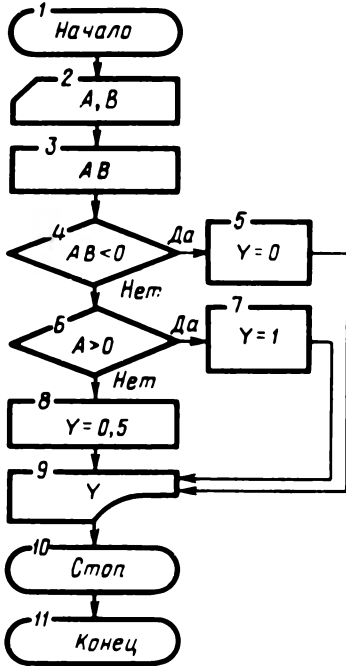 1
Начало
2
A, B
3
AB
4
AB<0
Да
5
Y=0
Нет
6
A>0
Да
7
Y=1
Нет
8
Y=0,5
9
Y
10
Стоп
11
Конец